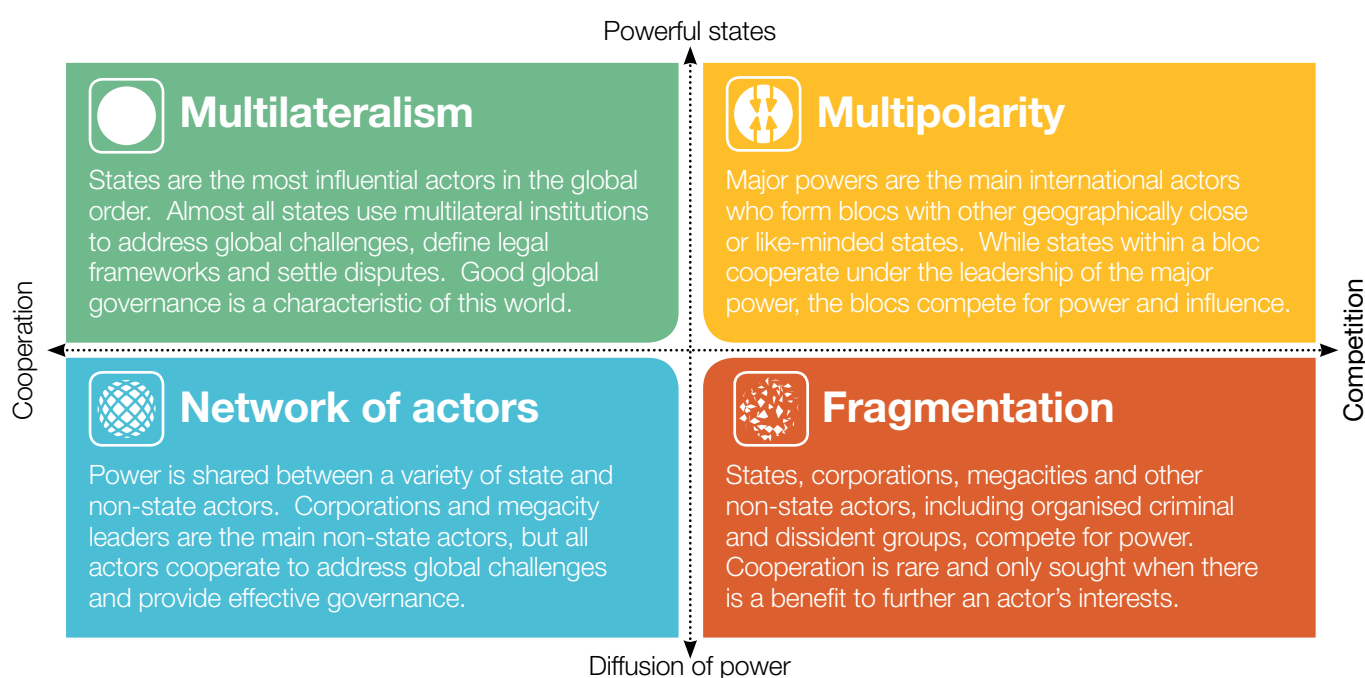 Powerful states
Multilateralism
States are the most influential actors in the global
order.  Almost all states use multilateral institutions
to address global challenges, define legal
frameworks and settle disputes.  Good global
governance is a characteristic of this world.
Multipolarity
Major powers are the main international actors
who form blocs with other geographically close
or like-minded states.  While states within a bloc
cooperate under the leadership of the major
power, the blocs compete for power and influence.
Cooperation
Competition
Network of actors
Power is shared between a variety of state and
non-state actors.  Corporations and megacity
leaders are the main non-state actors, but all
actors cooperate to address global challenges
and provide effective governance.
Fragmentation
States, corporations, megacities and other
non-state actors, including organised criminal
and dissident groups, compete for power.
Cooperation is rare and only sought when there
is a benefit to further an actor’s interests.
Diffusion of power